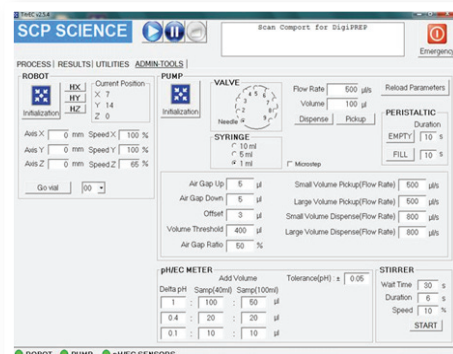 TitrEC v2.5.4
SCP SCIENCE
Scan Comport for DigiPREP
Emergency
PROCESS| RESULTS| UTILITIES ADMIN-TOOLS|
ROBOT
Initialization
HX
HY
HZ
Current Position
X 7
Y 14
Z 0
Axis X 0 mm Speed X 100 %
Axis Y 0 mm Speed Y 100 %
Axis Z 0 mm Speed Z 65 %
Go vial 00
PUMP
Initialization
VALVE
Needle
SYRINGE
10 ml
5 ml
1 ml
Flow Rate 500 µl/s
Volume 100 µl
Dispense Pickup
Microstep
Reload Parameters
PERISTALTIC
Duration
EMPTY 10 s
FILL 10 s
Air Gap Up 5 µl
Air Gap Down 5 µl
Offset 3 µl
Volume Threshold 400 µl
Air Gap Ratio 50 %
Small Volume Pickup(Flow Rate) 500 µl/s
Large Volume Pickup(Flow Rate) 500 µl/s
Small Volume Dispense(Flow Rate) 800 µl/s
Large Volume Dispense(Flow Rate) 800 µl/s
pH/EC METER
Add Volume
Tolerance(pH) : ± 0.05
Delta pH Samp(40ml) Samp(100ml)
1 : 100 : 50 µl
0.4 : 20 : 20 µl
0.1 : 10 : 10 µl
STIRRER
Wait Time 30 s
Duration 6 s
Speed 10 %
START
ROBOT PUMP pH/EC SENSORS